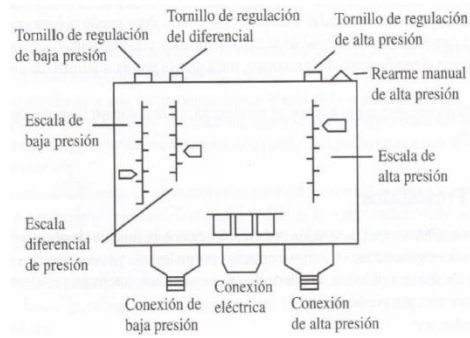 Tornillo de regulación
de baja presión
Tornillo de regulación
del diferencial
Tornillo de regulación
de alta presión
Rearme manual
de alta presión
Escala de
baja presión
Escala de
alta presión
Escala
diferencial
de presión
Conexión de
baja presión
Conexión
eléctrica
Conexión
de alta presión